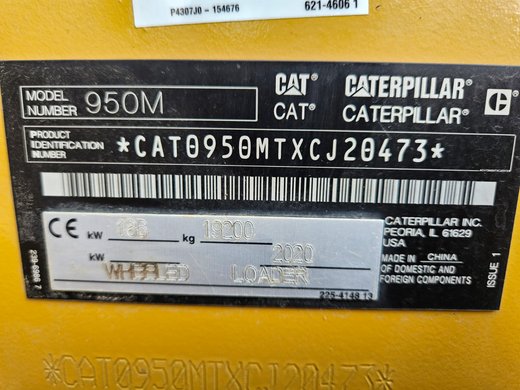 P4307J0 - 154676 621-4606 1
CAT® CATERPILLAR®
MODEL NUMBER 950M
CAT® CATERPILLAR® C
PRODUCT IDENTIFICATION NUMBER *CAT0950MTXCJ20473*
CE kW 186 kg 19200
kW 2020
WHEELED LOADER
225-4148 13
CATERPILLAR INC.
PEORIA, IL 61629
USA
MADE IN CHINA
OF DOMESTIC AND
FOREIGN COMPONENTS
ISSUE 1
*CAT0950MTXCJ20473*